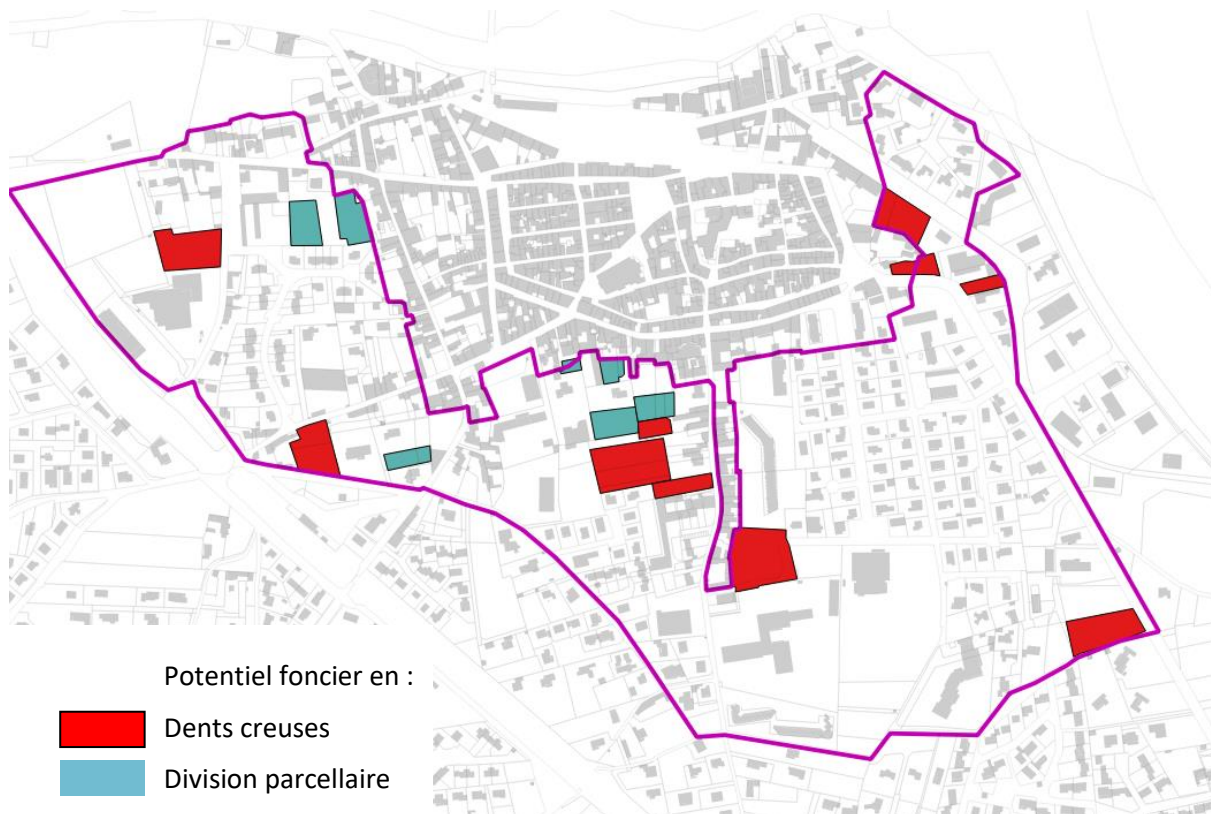 Potentiel foncier en :
Dents creuses
Division parcellaire